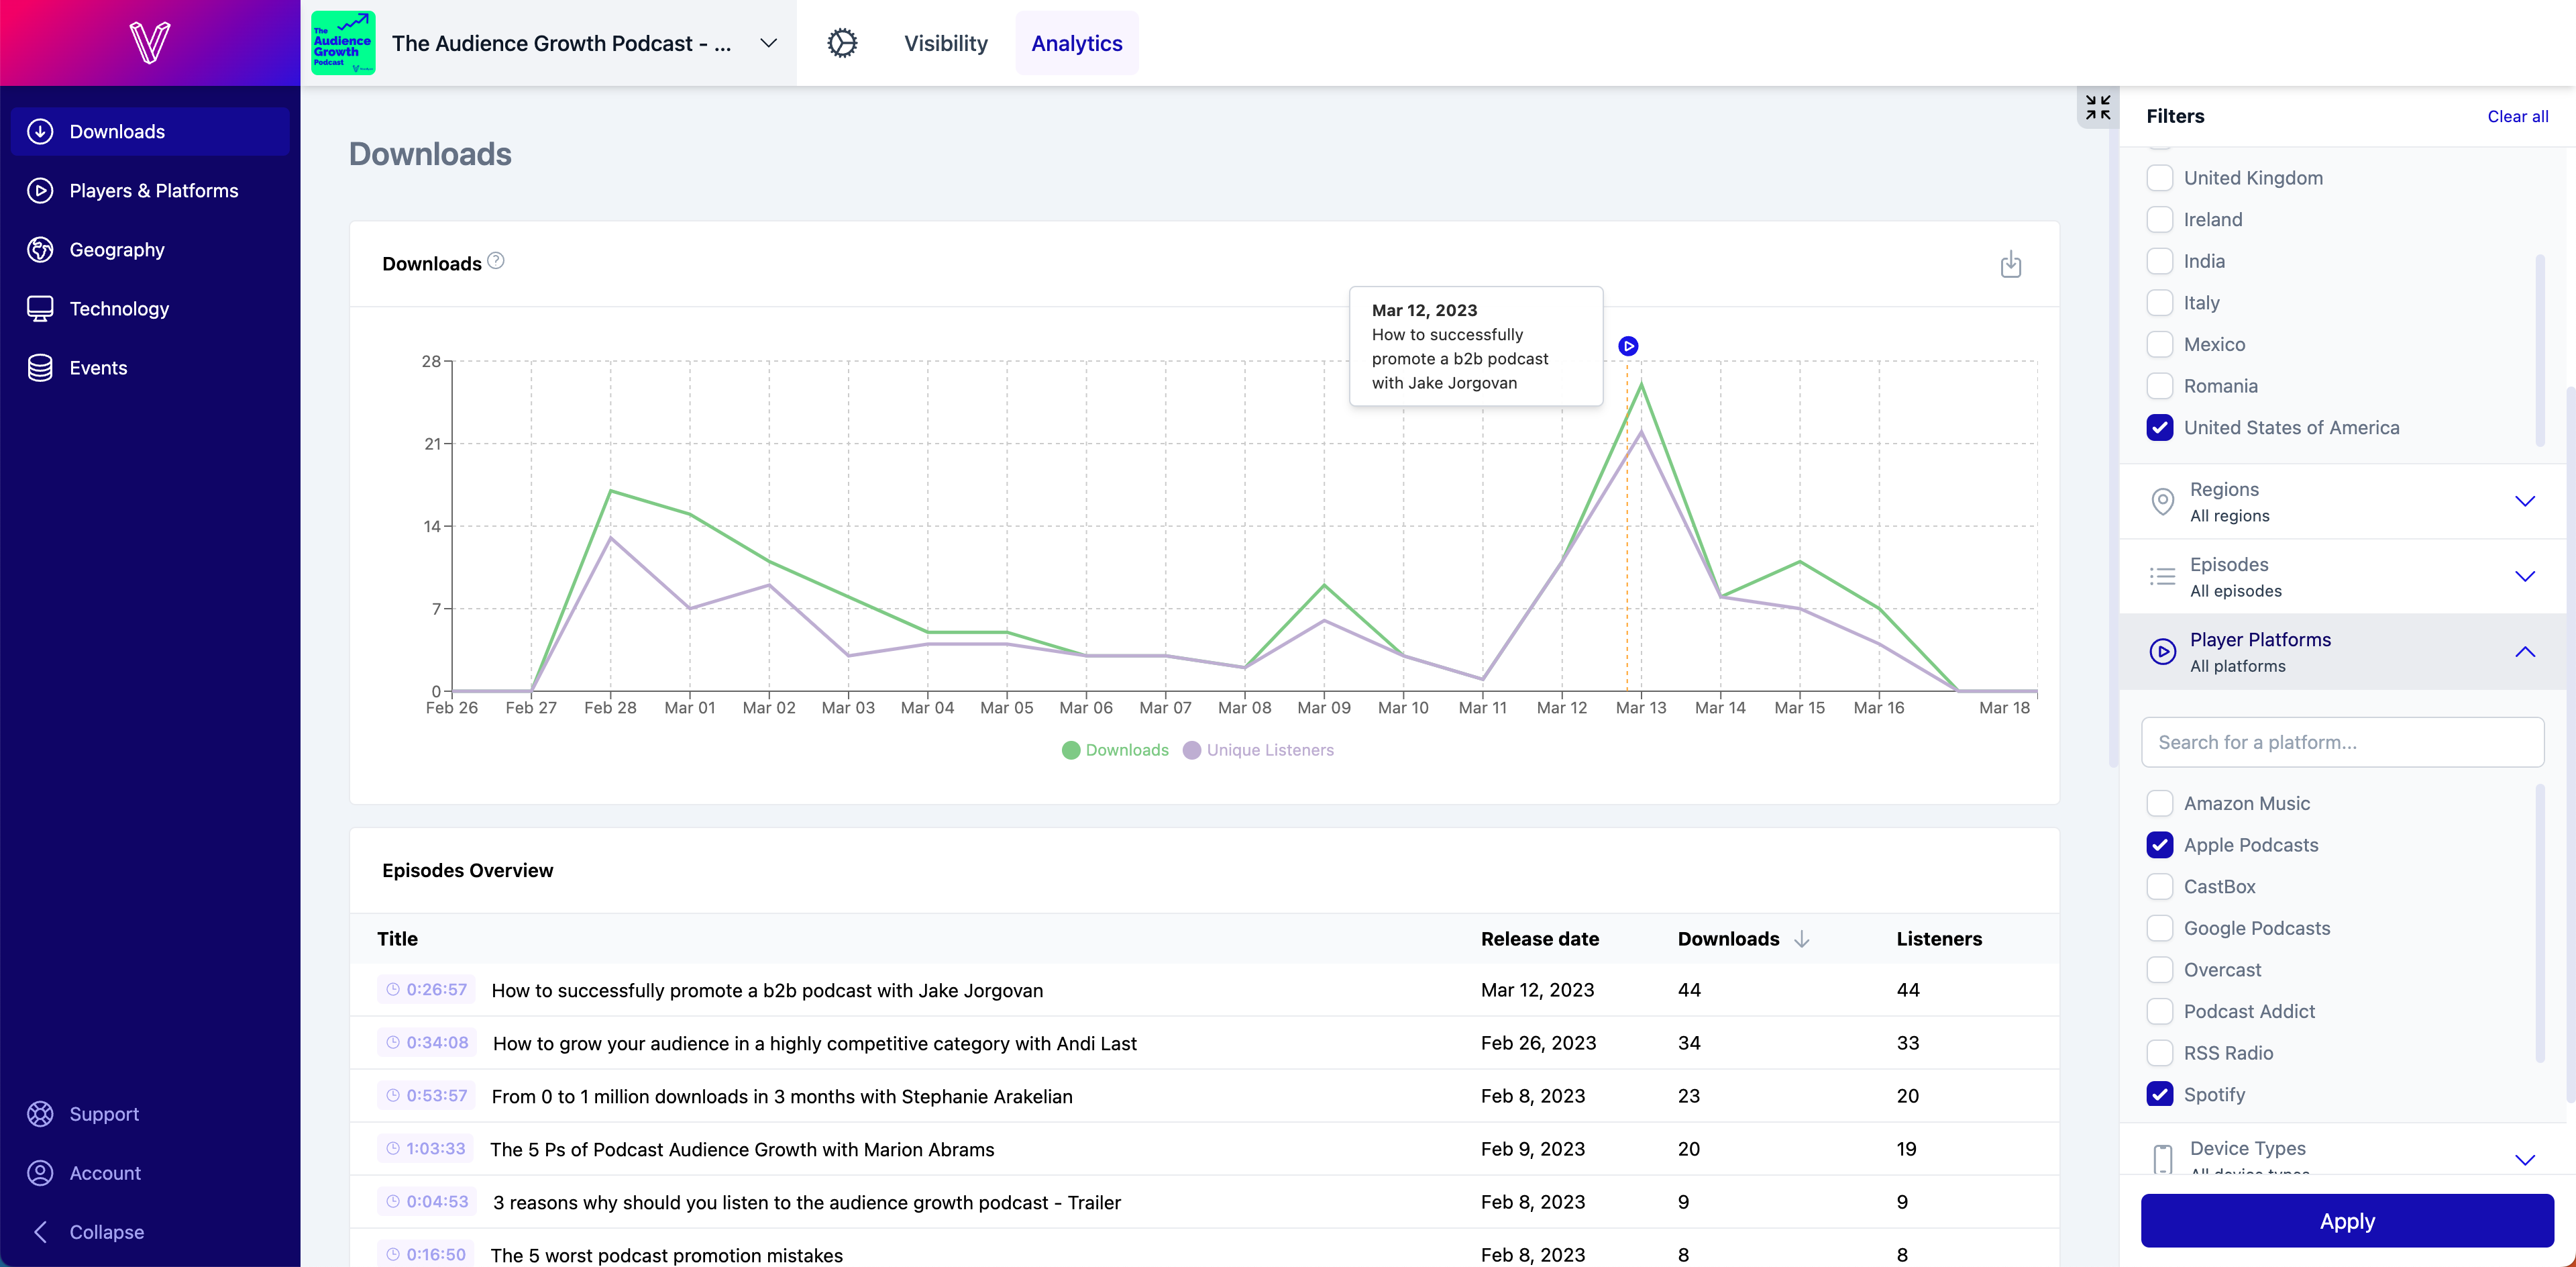 The
Audience
Growth
Podcast
The Audience Growth Podcast - ...
Visibility
Analytics
Downloads
Players & Platforms
Geography
Technology
Events
Support
Account
Collapse
Downloads
Downloads
?
Mar 12, 2023
How to successfully
promote a b2b podcast
with Jake Jorgovan
28
21
14
7
0
Feb 26 Feb 27 Feb 28 Mar 01 Mar 02 Mar 03 Mar 04 Mar 05 Mar 06 Mar 07 Mar 08 Mar 09 Mar 10 Mar 11 Mar 12 Mar 13 Mar 14 Mar 15 Mar 16 Mar 18
Downloads Unique Listeners
Episodes Overview
Title Release date Downloads Listeners
0:26:57 How to successfully promote a b2b podcast with Jake Jorgovan Mar 12, 2023 44 44
0:34:08 How to grow your audience in a highly competitive category with Andi Last Feb 26, 2023 34 33
0:53:57 From 0 to 1 million downloads in 3 months with Stephanie Arakelian Feb 8, 2023 23 20
1:03:33 The 5 Ps of Podcast Audience Growth with Marion Abrams Feb 9, 2023 20 19
0:04:53 3 reasons why should you listen to the audience growth podcast - Trailer Feb 8, 2023 9 9
0:16:50 The 5 worst podcast promotion mistakes Feb 8, 2023 8 8
Filters Clear all
United Kingdom
Ireland
India
Italy
Mexico
Romania
United States of America
Regions
All regions
Episodes
All episodes
Player Platforms
All platforms
Search for a platform...
Amazon Music
Apple Podcasts
CastBox
Google Podcasts
Overcast
Podcast Addict
RSS Radio
Spotify
Device Types
All device types
Apply